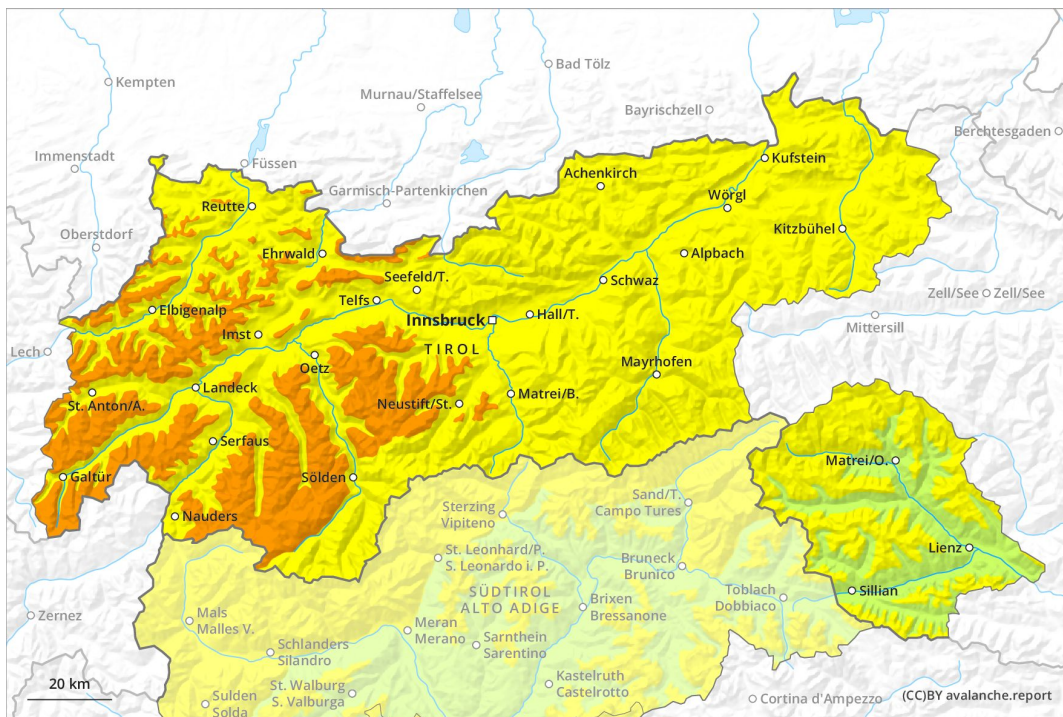 Kempten
Bad Tölz
Murnau/Staffelsee
Bayrischzell
Berchtesgaden
Immenstadt
Füssen
Kufstein
Achenkirch
Garmisch-Partenkirchen
Reutte
Wörgl
Oberstdorf
Kitzbühel
Ehrwald
Alpbach
Seefeld/T.
Schwaz
Zell/See
Zell/See
Telfs
Elbigenalp
Innsbruck
Hall/T.
Mittersill
Imst
TIROL
Lech
Oetz
Mayrhofen
Landeck
St. Anton/A.
Neustift/St.
Matrei/B.
Serfaus
Matrei/O.
Galtür
Sölden
Sand/T.
Campo Tures
Sterzing
Vipiteno
Nauders
Lienz
St. Leonhard/P.
S. Leonardo i. P.
Bruneck
Brunico
Toblach
Dobbiaco
Sillian
SÜDTIROL
ALTO ADIGE
Brixen
Bressanone
Zernez
Mals
Malles V.
Meran
Merano
Schlanders
Silandro
Sarnthein
Sarentino
Kastelruth
Castelrotto
20 km
St. Walburg
S. Valburga
Sulden
Solda
Cortina d'Ampezzo
(CC)BY avalanche.report